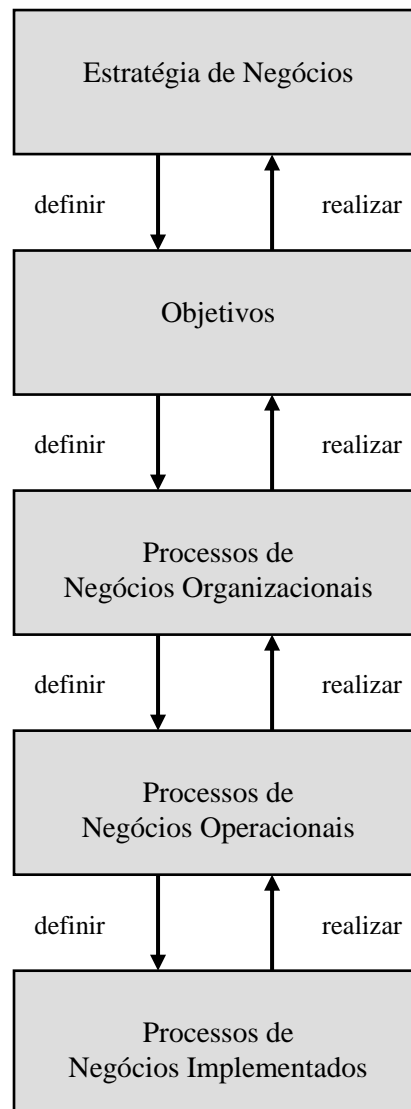 Estratégia de Negócios
definir
realizar
Objetivos
definir
realizar
Processos de
Negócios Organizacionais
definir
realizar
Processos de
Negócios Operacionais
definir
realizar
Processos de
Negócios Implementados